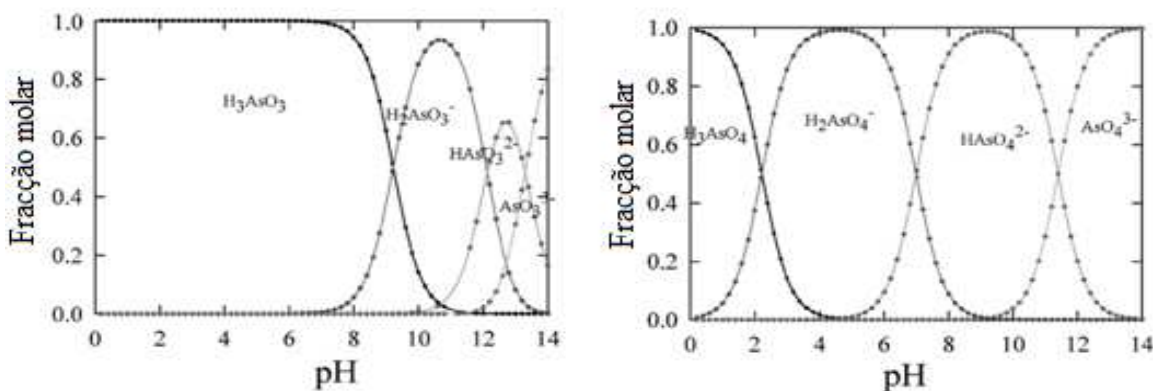 Fracção molar
1.0
0.8
0.6
0.4
0.2
0.0
H₃AsO₃
H₂AsO₃⁻
HAsO₃²⁻
AsO₃³⁻
0 2 4 6 8 10 12 14
pH
Fracção molar
1.0
0.8
0.6
0.4
0.2
0.0
H₃AsO₄
H₂AsO₄⁻
HAsO₄²⁻
AsO₄³⁻
0 2 4 6 8 10 12 14
pH